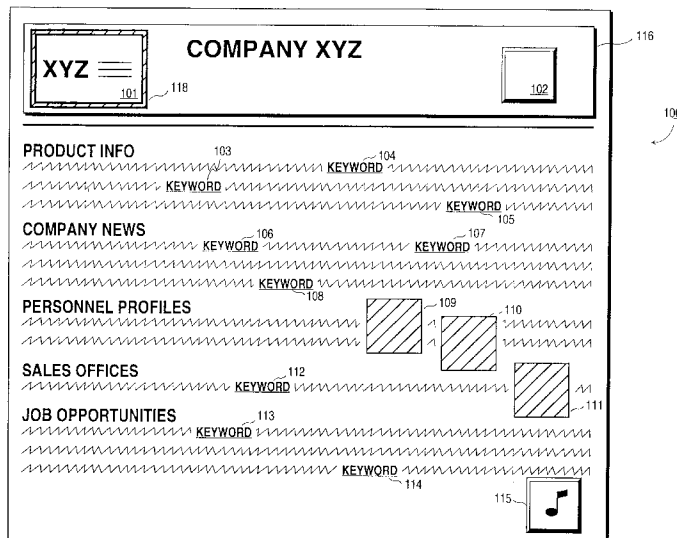 COMPANY XYZ
116
XYZ
101
118
102
PRODUCT INFO
103
104
KEYWORD
KEYWORD
KEYWORD
105
COMPANY NEWS
106
107
KEYWORD
KEYWORD
KEYWORD
108
PERSONNEL PROFILES
109
110
SALES OFFICES
112
KEYWORD
111
JOB OPPORTUNITIES
113
KEYWORD
KEYWORD
114
115